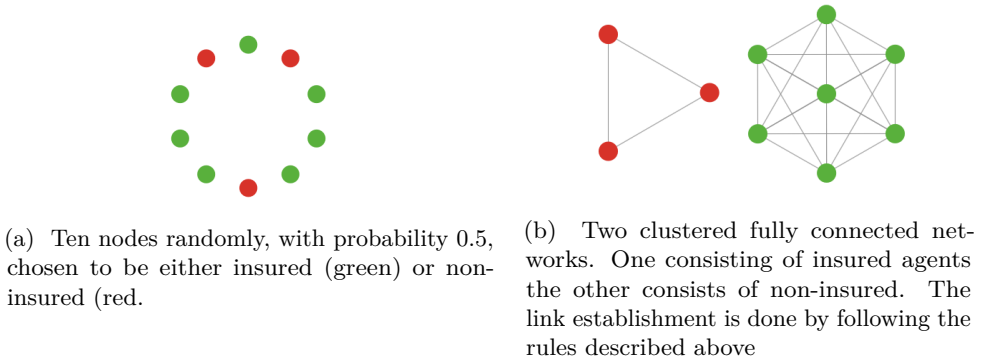 (a) Ten nodes randomly, with probability 0.5,
chosen to be either insured (green) or non-
insured (red.
(b) Two clustered fully connected net-
works. One consisting of insured agents
the other consists of non-insured. The
link establishment is done by following the
rules described above